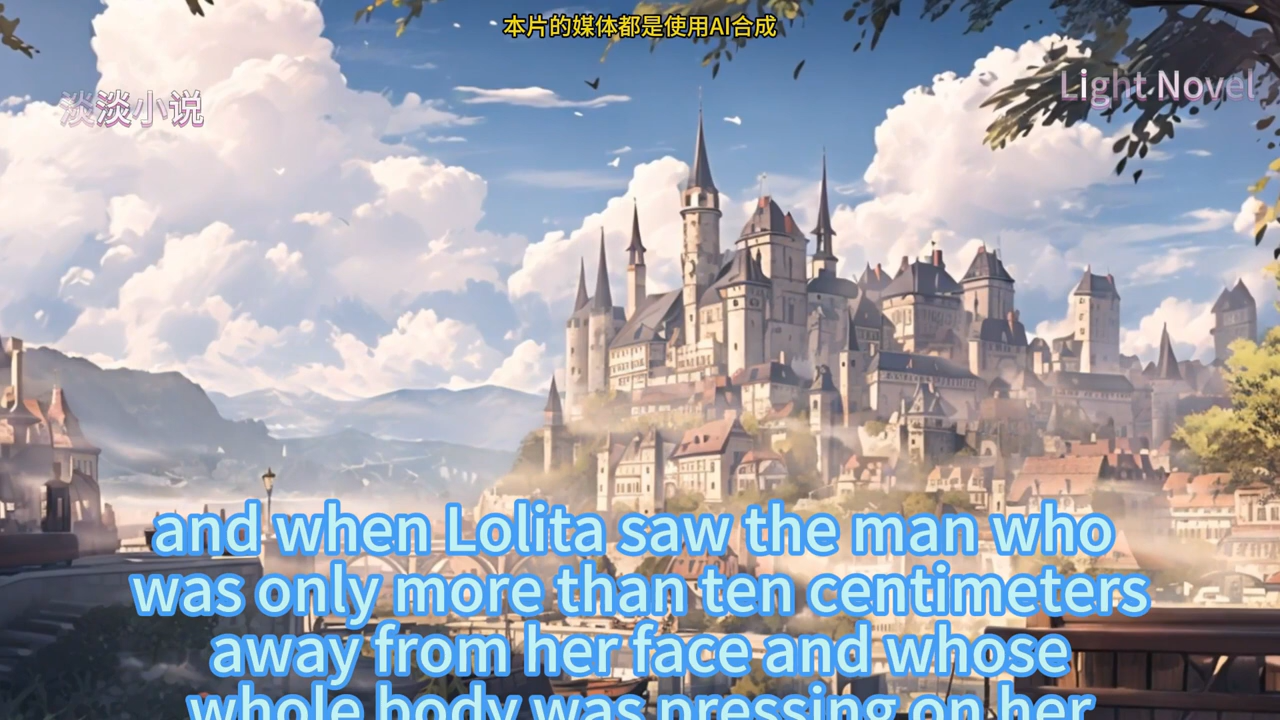 本片的媒体都是使用AI合成
淡淡小说
Light Novel
and when Lolita saw the man who
was only more than ten centimeters
away from her face and whose
whole body was pressing on her